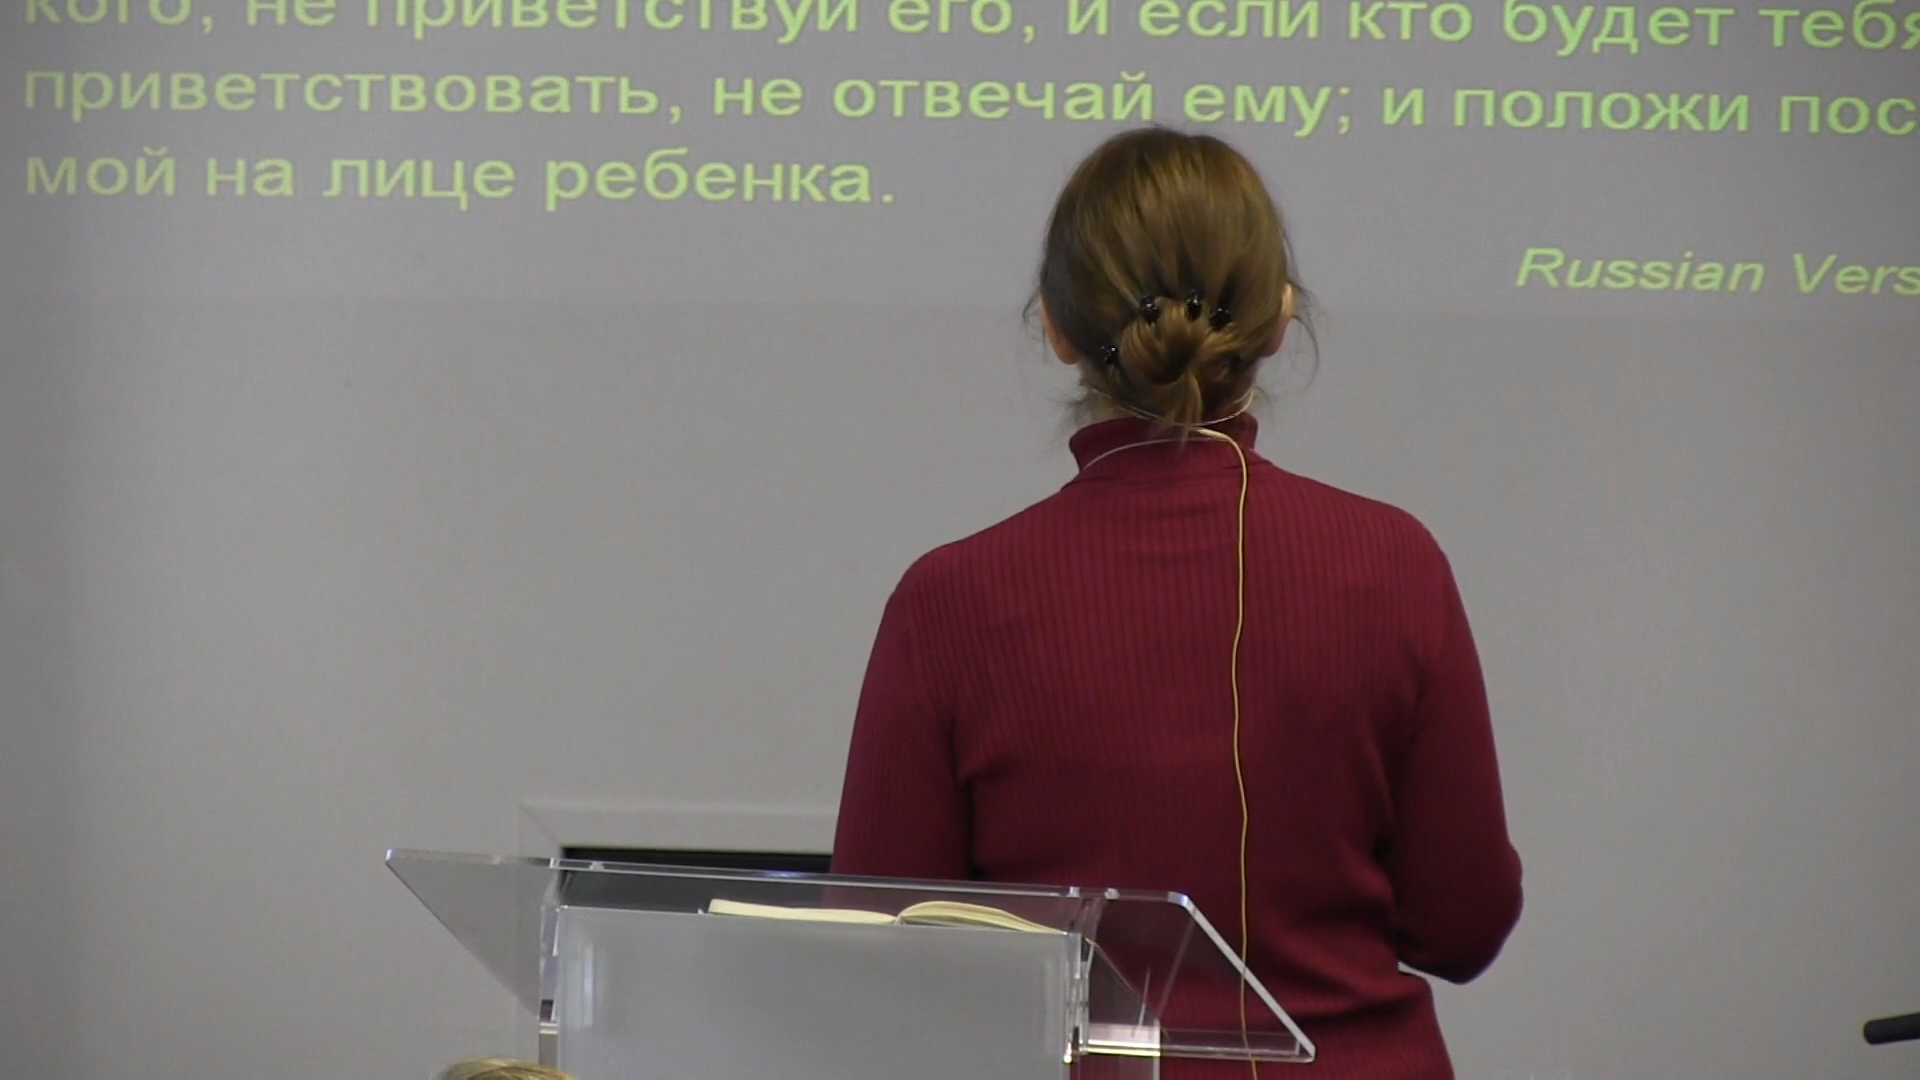 кого, не приветствуй его, и если кто будет тебя
приветствовать, не отвечай ему; и положи пос
мой на лице ребенка.
Russian Vers